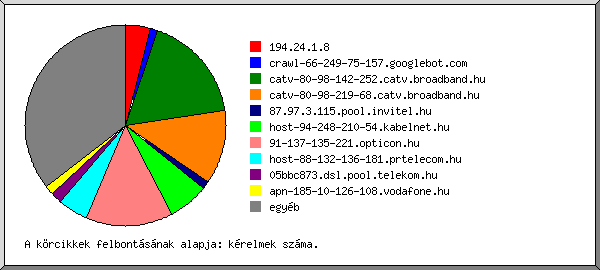 194.24.1.8
crawl-66-249-75-157.googlebot.com
catv-80-98-142-252.catv.broadband.hu
catv-80-98-219-68.catv.broadband.hu
87.97.3.115.pool.invitel.hu
host-94-248-210-54.kabelnet.hu
91-137-135-221.opticon.hu
host-88-132-136-181.prtelecom.hu
05bbc873.dsl.pool.telekom.hu
apn-185-10-126-108.vodafone.hu
egyéb
A körcikkek felbontásának alapja: kérelmek száma.